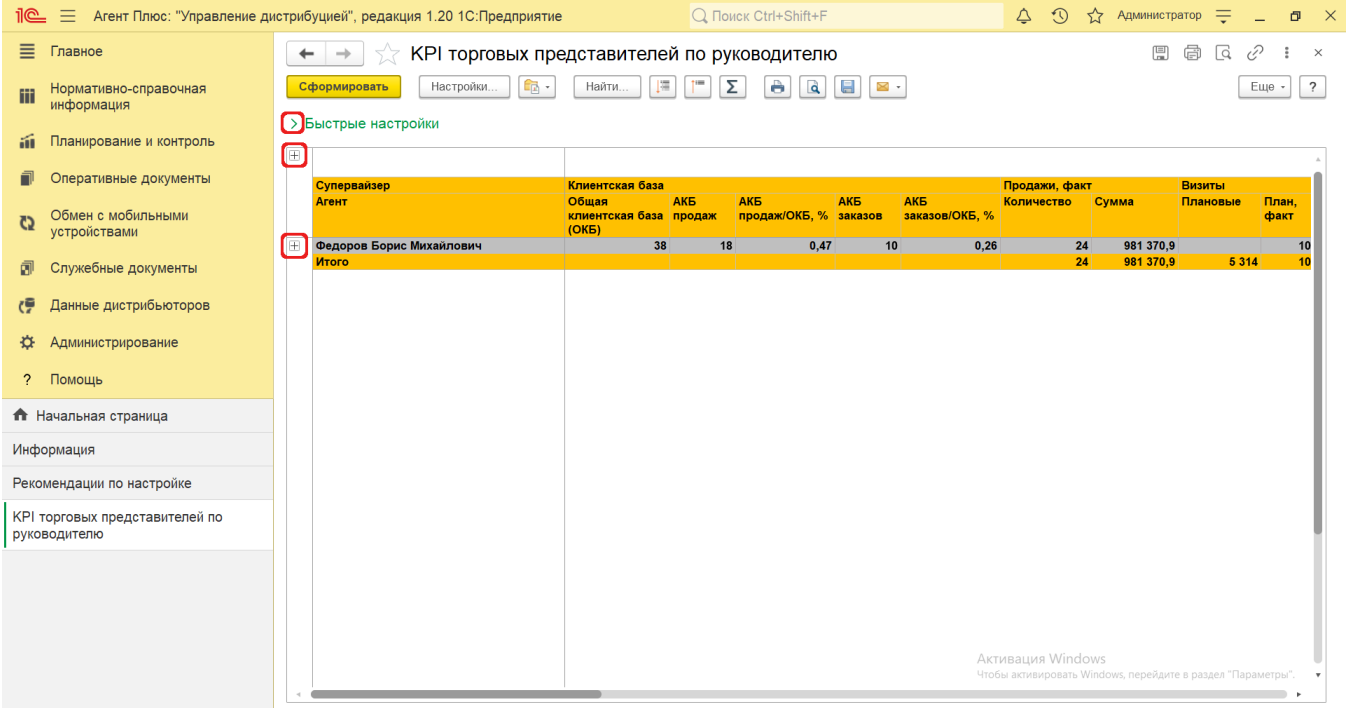 1С Агент Плюс: "Управление дистрибуцией", редакция 1.20 1С:Предприятие
Поиск Ctrl+Shift+F
Администратор
Главное
Нормативно-справочная
информация
Планирование и контроль
Оперативные документы
Обмен с мобильными
устройствами
Служебные документы
Данные дистрибьюторов
Администрирование
? Помощь
Начальная страница
Информация
Рекомендации по настройке
KPI торговых представителей по
руководителю
KPI торговых представителей по руководителю
Сформировать Настройки... Найти... Σ Еще ?
Быстрые настройки
Супервайзер Клиентская база Продажи, факт Визиты
Агент Общая АКБ АКБ АКБ АКБ Количество Сумма Плановые План,
клиентская база продаж продаж/ОКБ, % заказов заказов/ОКБ, % факт
(ОКБ)
Федоров Борис Михайлович 38 18 0,47 10 0,26 24 981 370,9 10
Итого 24 981 370,9 5 314 10
Активация Windows
Чтобы активировать Windows, перейдите в раздел "Параметры".